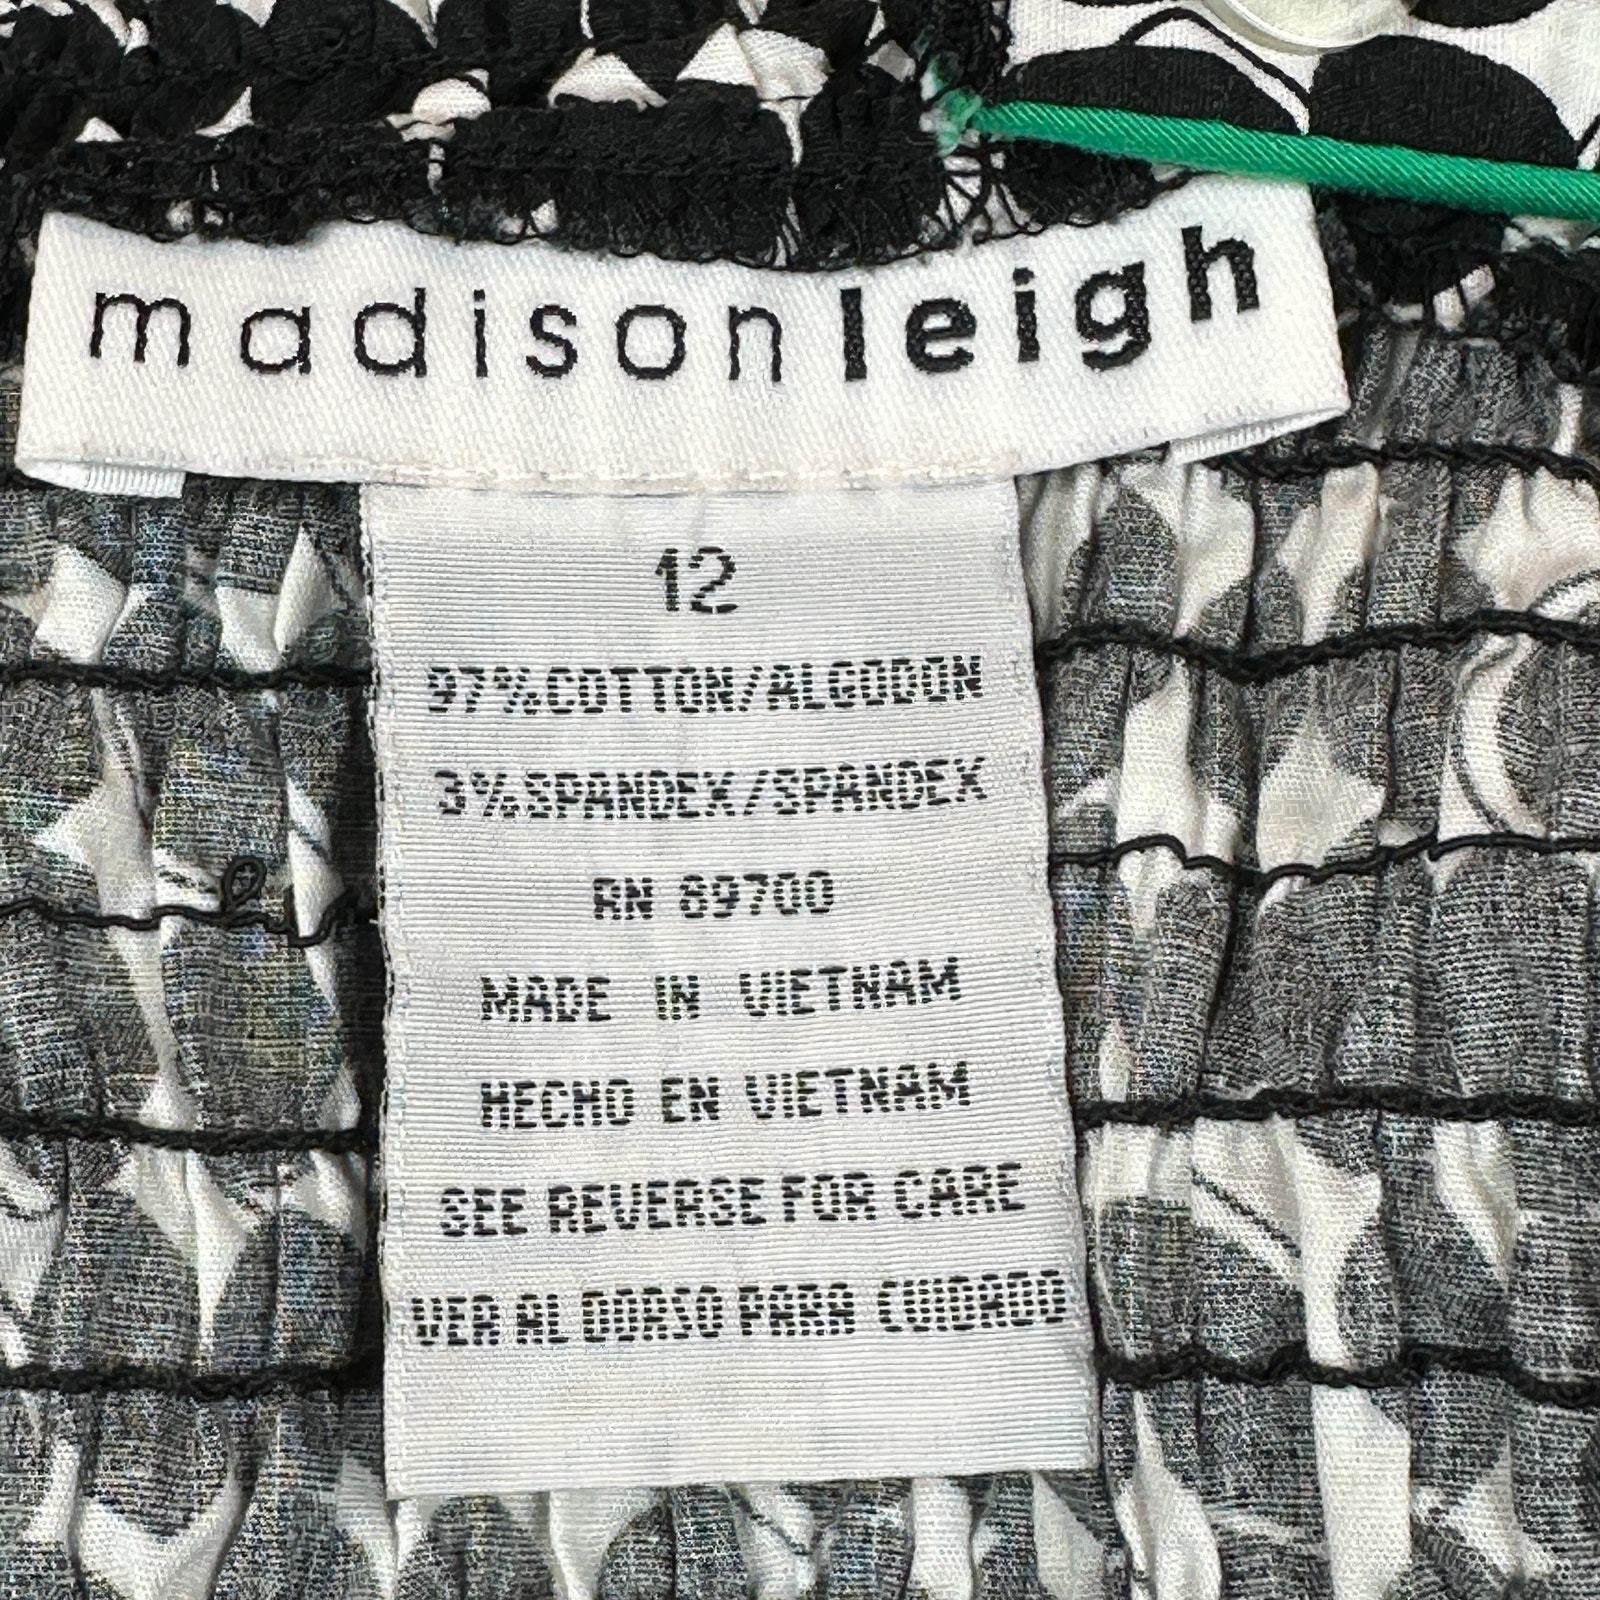 madisonleigh
12
97%COTTON/ALGODON
3%SPANDEX/SPANDEX
RN 89700
MADE IN VIETNAM
HECHO EN VIETNAM
SEE REVERSE FOR CARE
VER AL DORSO PARA CUIDADO